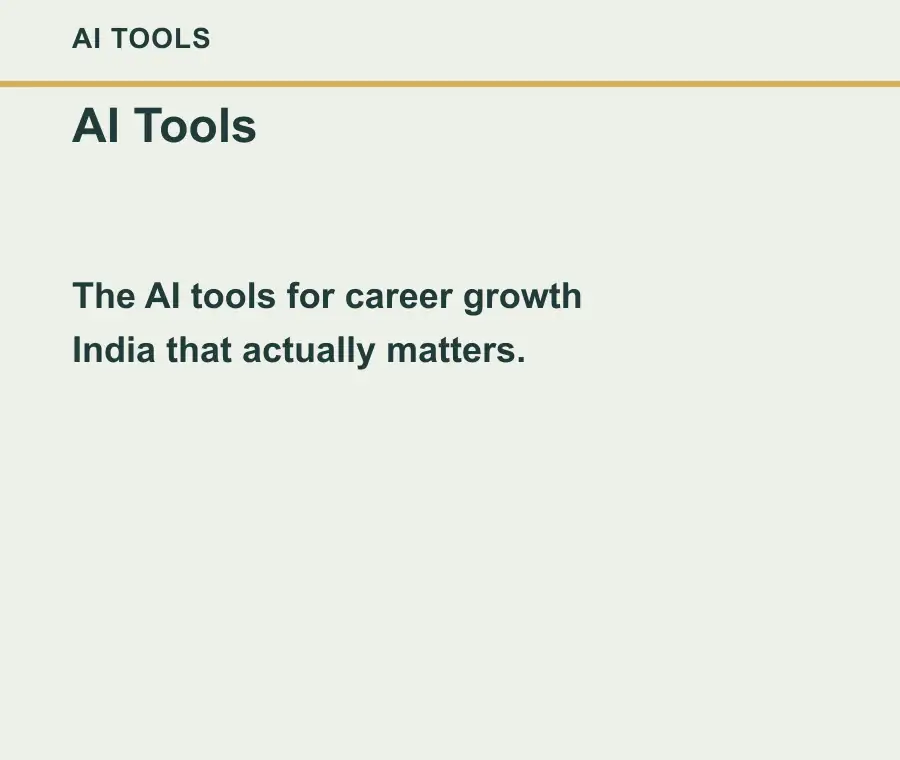 AI TOOLS
AI Tools
The AI tools for career growth
India that actually matters.